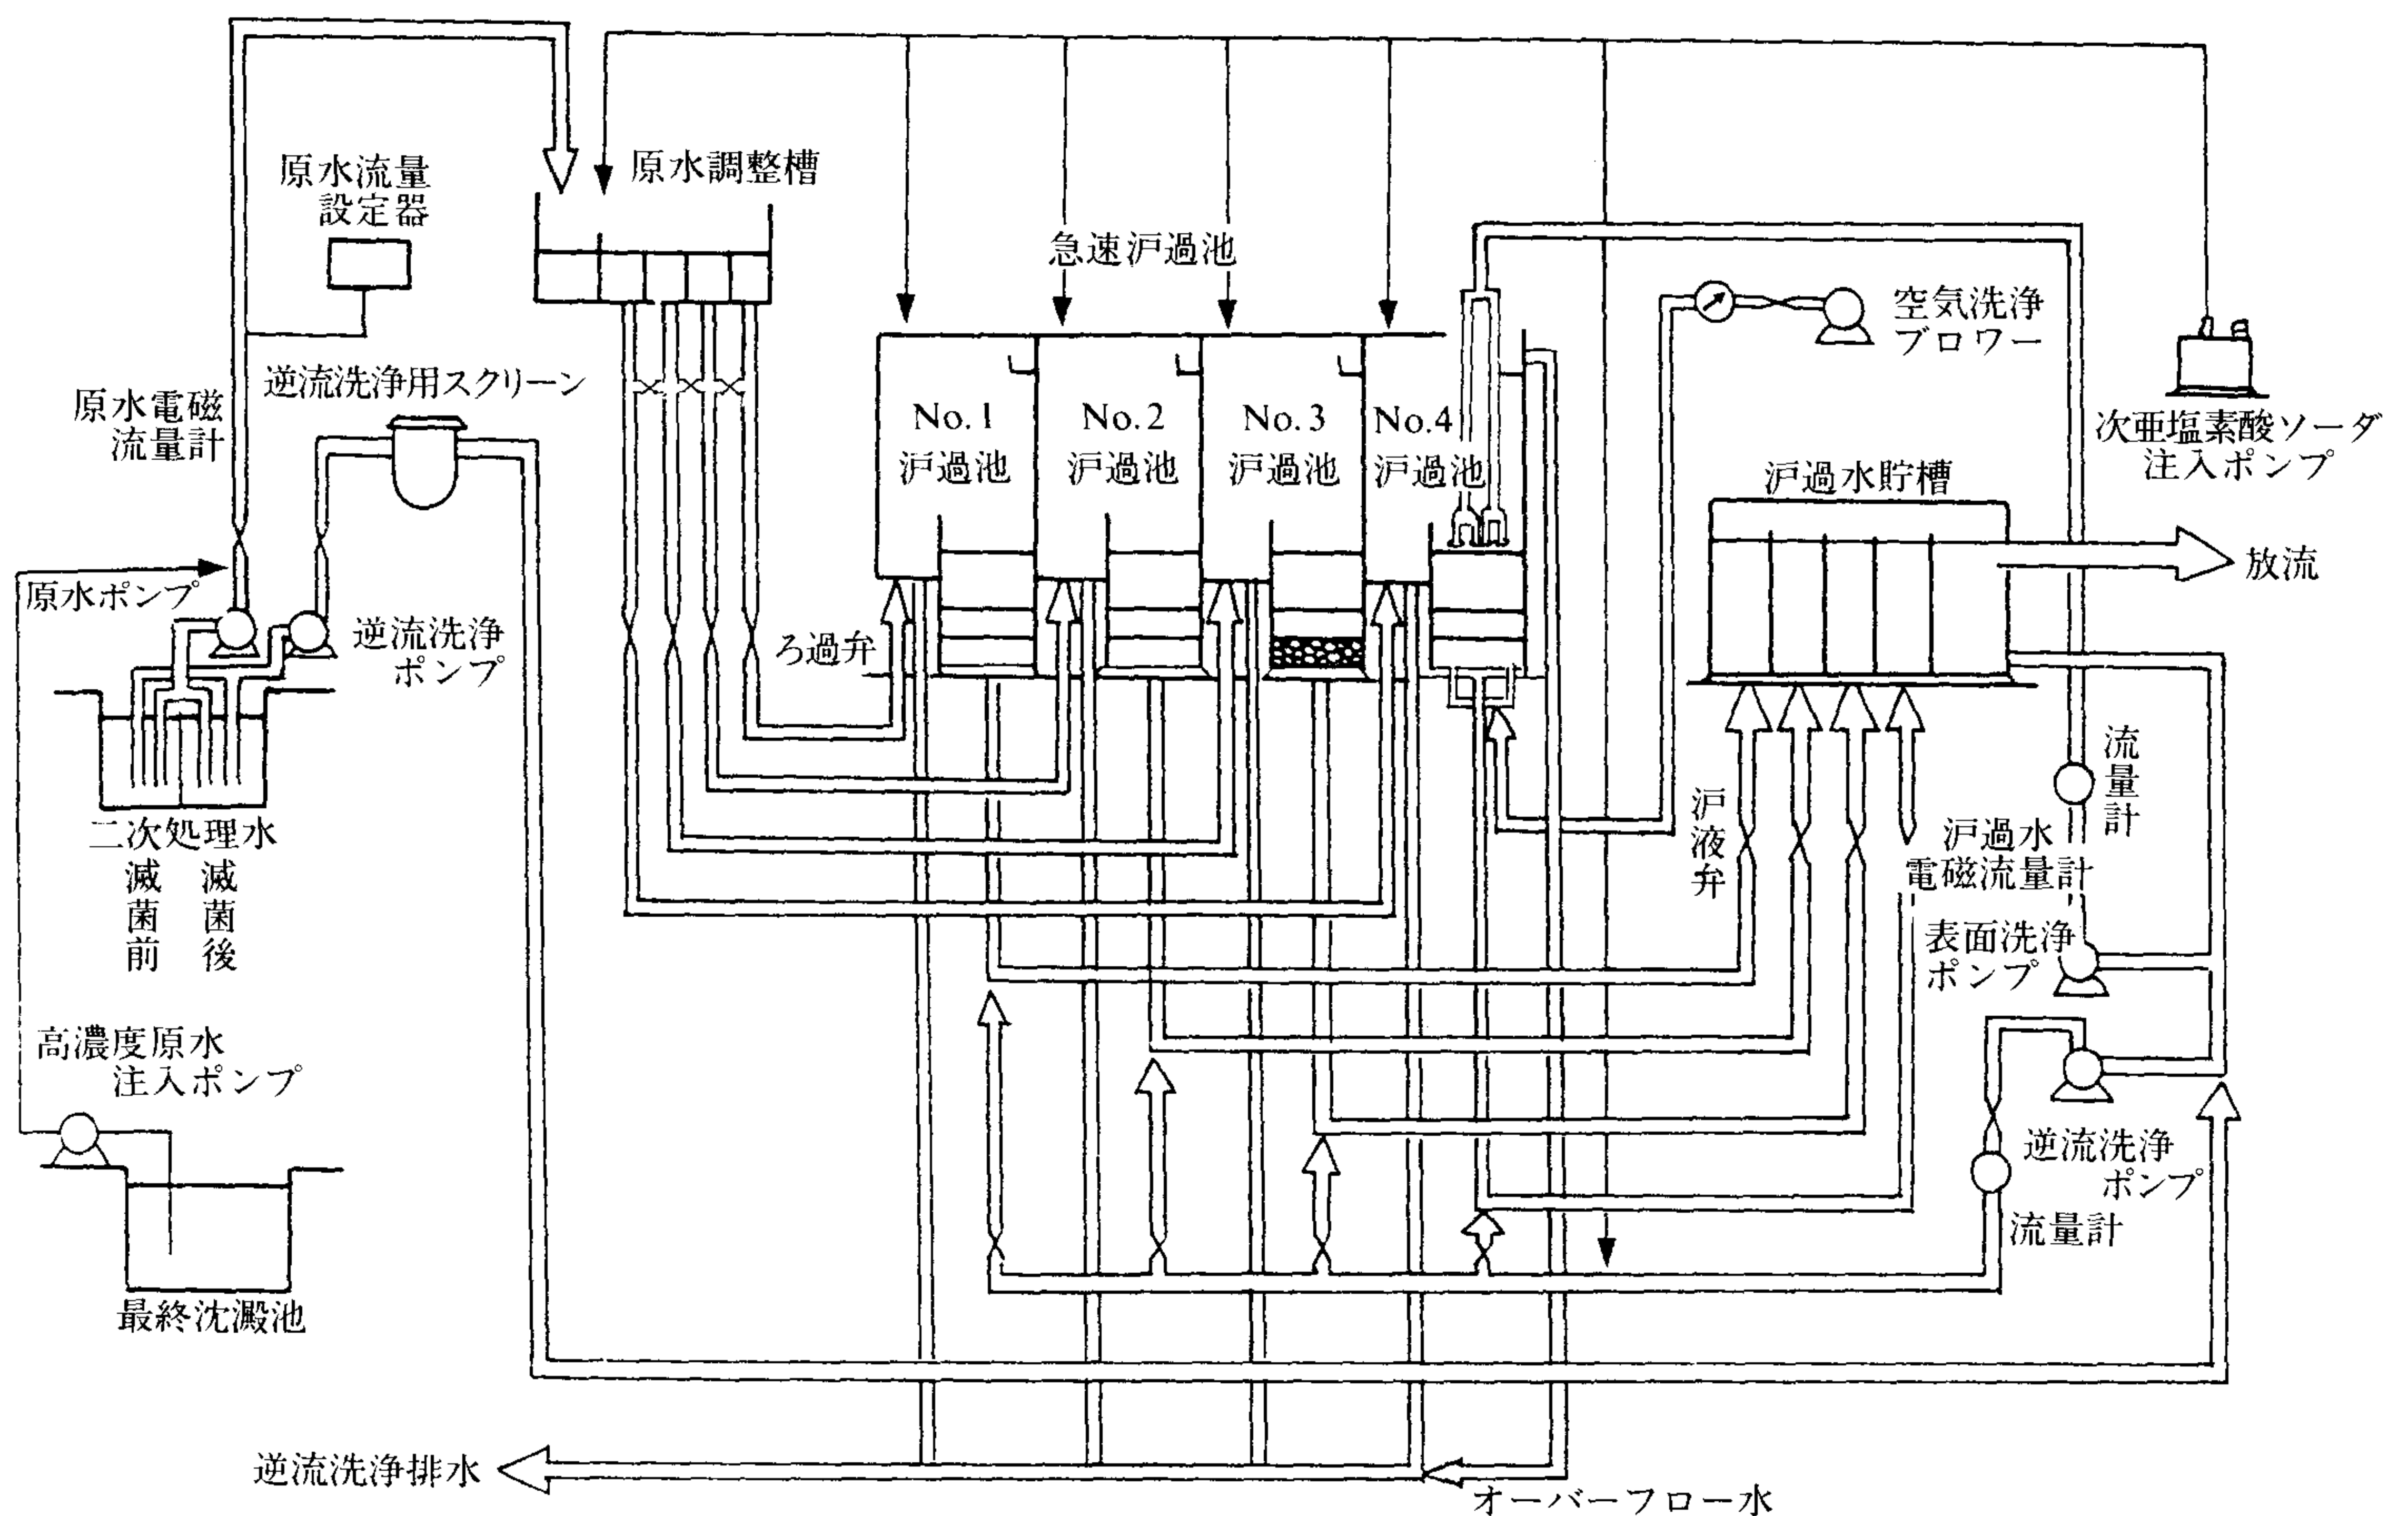 原水流量
設定器
原水調整槽
急速沪過池
空気洗浄
ブロワー
次亜塩素酸ソーダ
注入ポンプ
原水電磁
流量計
逆流洗浄用スクリーン
No.1
沪過池
No.2
沪過池
No.3
沪過池
No.4
沪過池
沪過水貯槽
放流
原水ポンプ
逆流洗浄
ポンプ
ろ過弁
二次処理水
滅菌前
滅菌後
沪液弁
流量計
沪過水
電磁流量計
表面洗浄
ポンプ
高濃度原水
注入ポンプ
逆流洗浄
ポンプ
流量計
最終沈澱池
逆流洗浄排水
オーバーフロー水